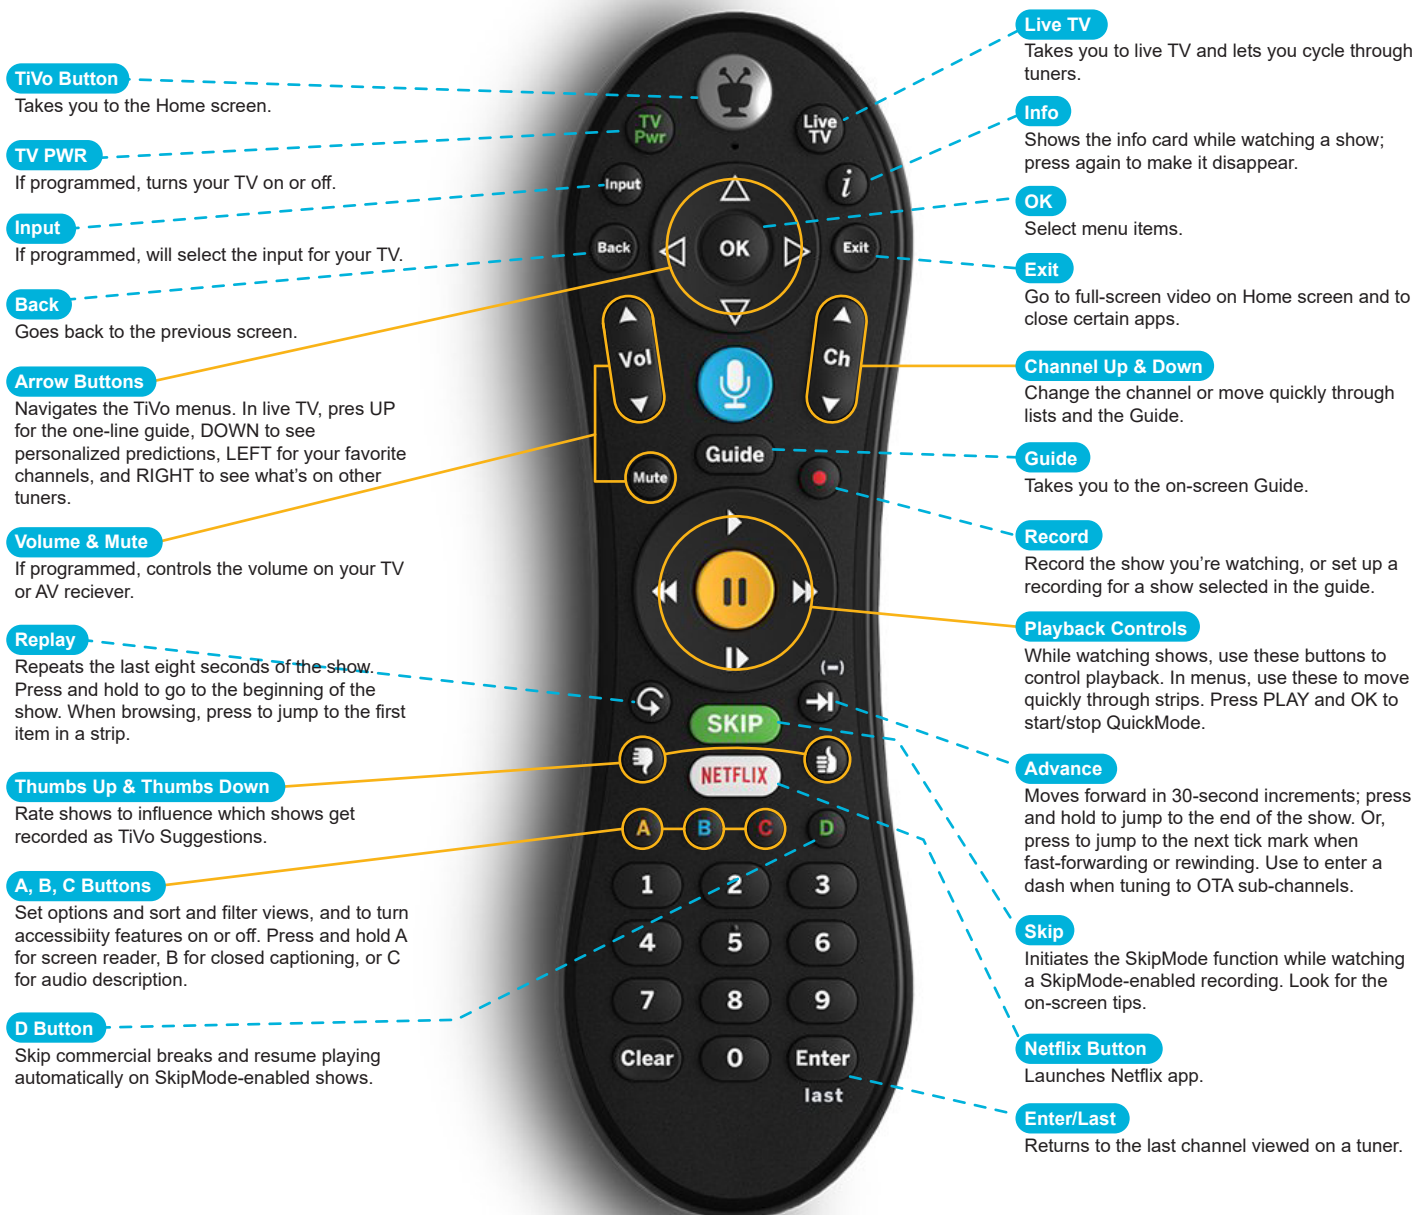 TiVo Button
Takes you to the Home screen.
TV PWR
If programmed, turns your TV on or off.
Input
If programmed, will select the input for your TV.
Back
Goes back to the previous screen.
Arrow Buttons
Navigates the TiVo menus. In live TV, pres UP
for the one-line guide, DOWN to see
personalized predictions, LEFT for your favorite
channels, and RIGHT to see what's on other
tuners.
Volume & Mute
If programmed, controls the volume on your TV
or AV reciever.
Replay
Repeats the last eight seconds of the show.
Press and hold to go to the beginning of the
show. When browsing, press to jump to the first
item in a strip.
Thumbs Up & Thumbs Down
Rate shows to influence which shows get
recorded as TiVo Suggestions.
A, B, C Buttons
Set options and sort and filter views, and to turn
accessibiity features on or off. Press and hold A
for screen reader, B for closed captioning, or C
for audio description.
D Button
Skip commercial breaks and resume playing
automatically on SkipMode-enabled shows.
TV
Pwr
Live
TV
Input
i
Back
OK
Exit
Vol
Ch
Guide
Mute
(–)
SKIP
NETFLIX
A
B
C
D
1
2
3
4
5
6
7
8
9
Clear
0
Enter
last
Live TV
Takes you to live TV and lets you cycle through
tuners.
Info
Shows the info card while watching a show;
press again to make it disappear.
OK
Select menu items.
Exit
Go to full-screen video on Home screen and to
close certain apps.
Channel Up & Down
Change the channel or move quickly through
lists and the Guide.
Guide
Takes you to the on-screen Guide.
Record
Record the show you're watching, or set up a
recording for a show selected in the guide.
Playback Controls
While watching shows, use these buttons to
control playback. In menus, use these to move
quickly through strips. Press PLAY and OK to
start/stop QuickMode.
Advance
Moves forward in 30-second increments; press
and hold to jump to the end of the show. Or,
press to jump to the next tick mark when
fast-forwarding or rewinding. Use to enter a
dash when tuning to OTA sub-channels.
Skip
Initiates the SkipMode function while watching
a SkipMode-enabled recording. Look for the
on-screen tips.
Netflix Button
Launches Netflix app.
Enter/Last
Returns to the last channel viewed on a tuner.